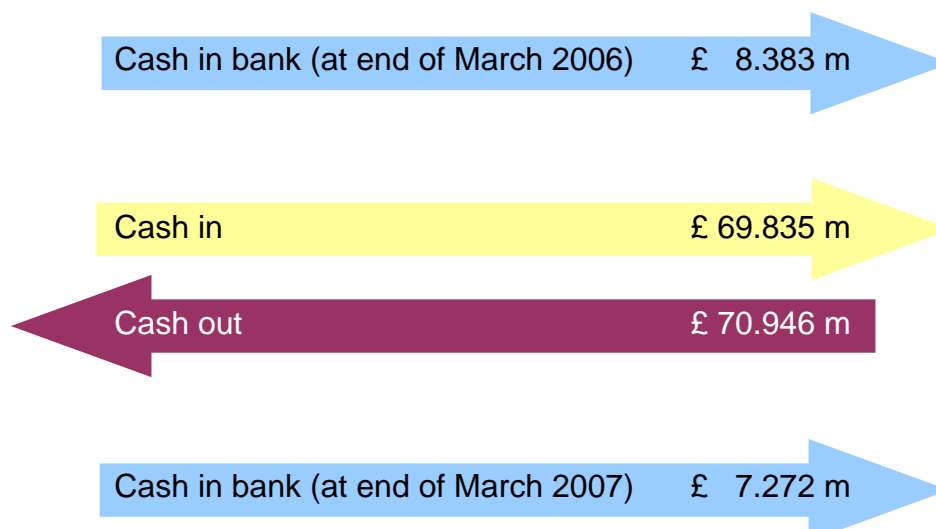 Cash in bank (at end of March 2006) £ 8.383 m
Cash in £ 69.835 m
Cash out £ 70.946 m
Cash in bank (at end of March 2007) £ 7.272 m